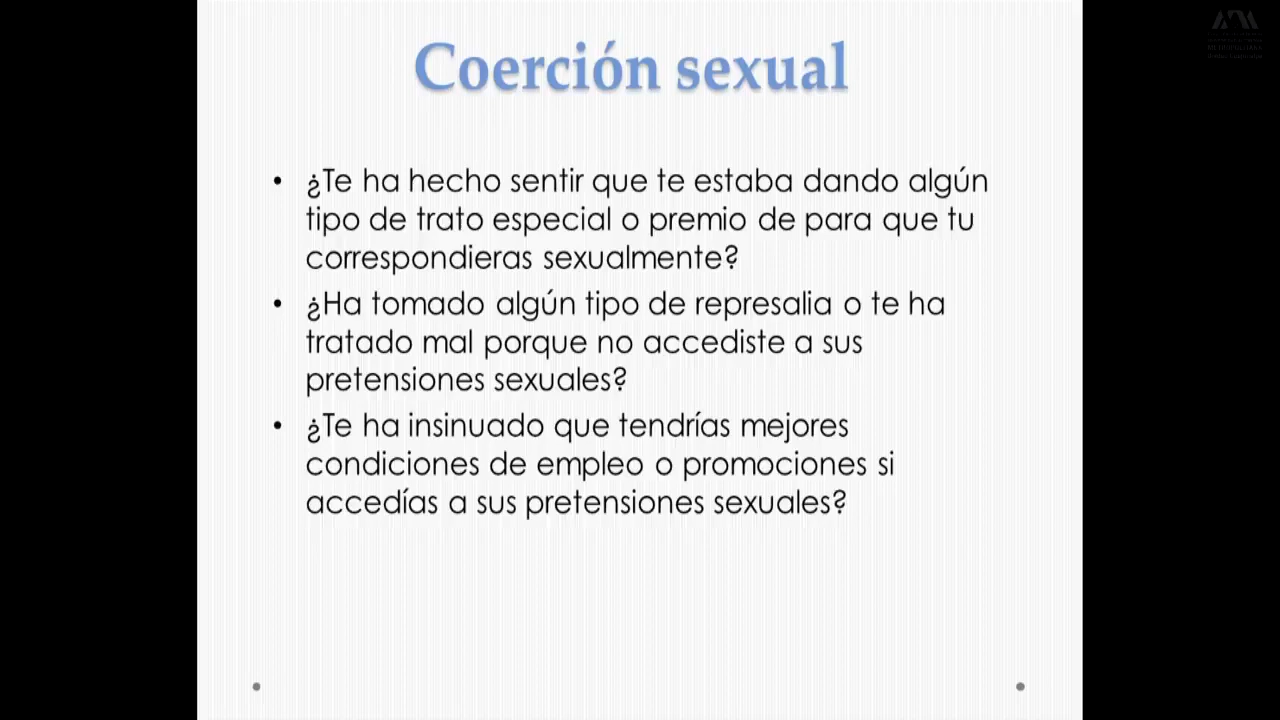 Coerción sexual
• ¿Te ha hecho sentir que te estaba dando algún
tipo de trato especial o premio de para que tu
correspondieras sexualmente?
• ¿Ha tomado algún tipo de represalia o te ha
tratado mal porque no accediste a sus
pretensiones sexuales?
• ¿Te ha insinuado que tendrías mejores
condiciones de empleo o promociones si
accedías a sus pretensiones sexuales?